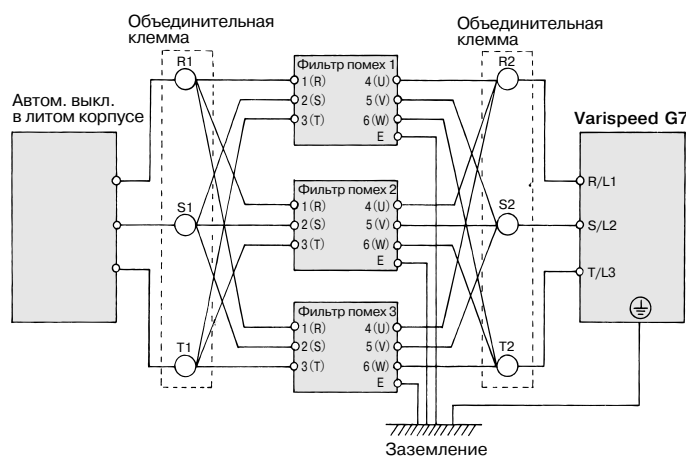 Объединительная
клемма
Объединительная
клемма
R1
R2
Автом. выкл.
в литом корпусе
Фильтр помех 1
1(R)
4(U)
2(S)
5(V)
3(T)
6(W)
E
Varispeed G7
R/L1
S/L2
T/L3
S1
S2
Фильтр помех 2
1(R)
4(U)
2(S)
5(V)
3(T)
6(W)
E
Фильтр помех 3
1(R)
4(U)
2(S)
5(V)
3(T)
6(W)
E
T1
T2
Заземление